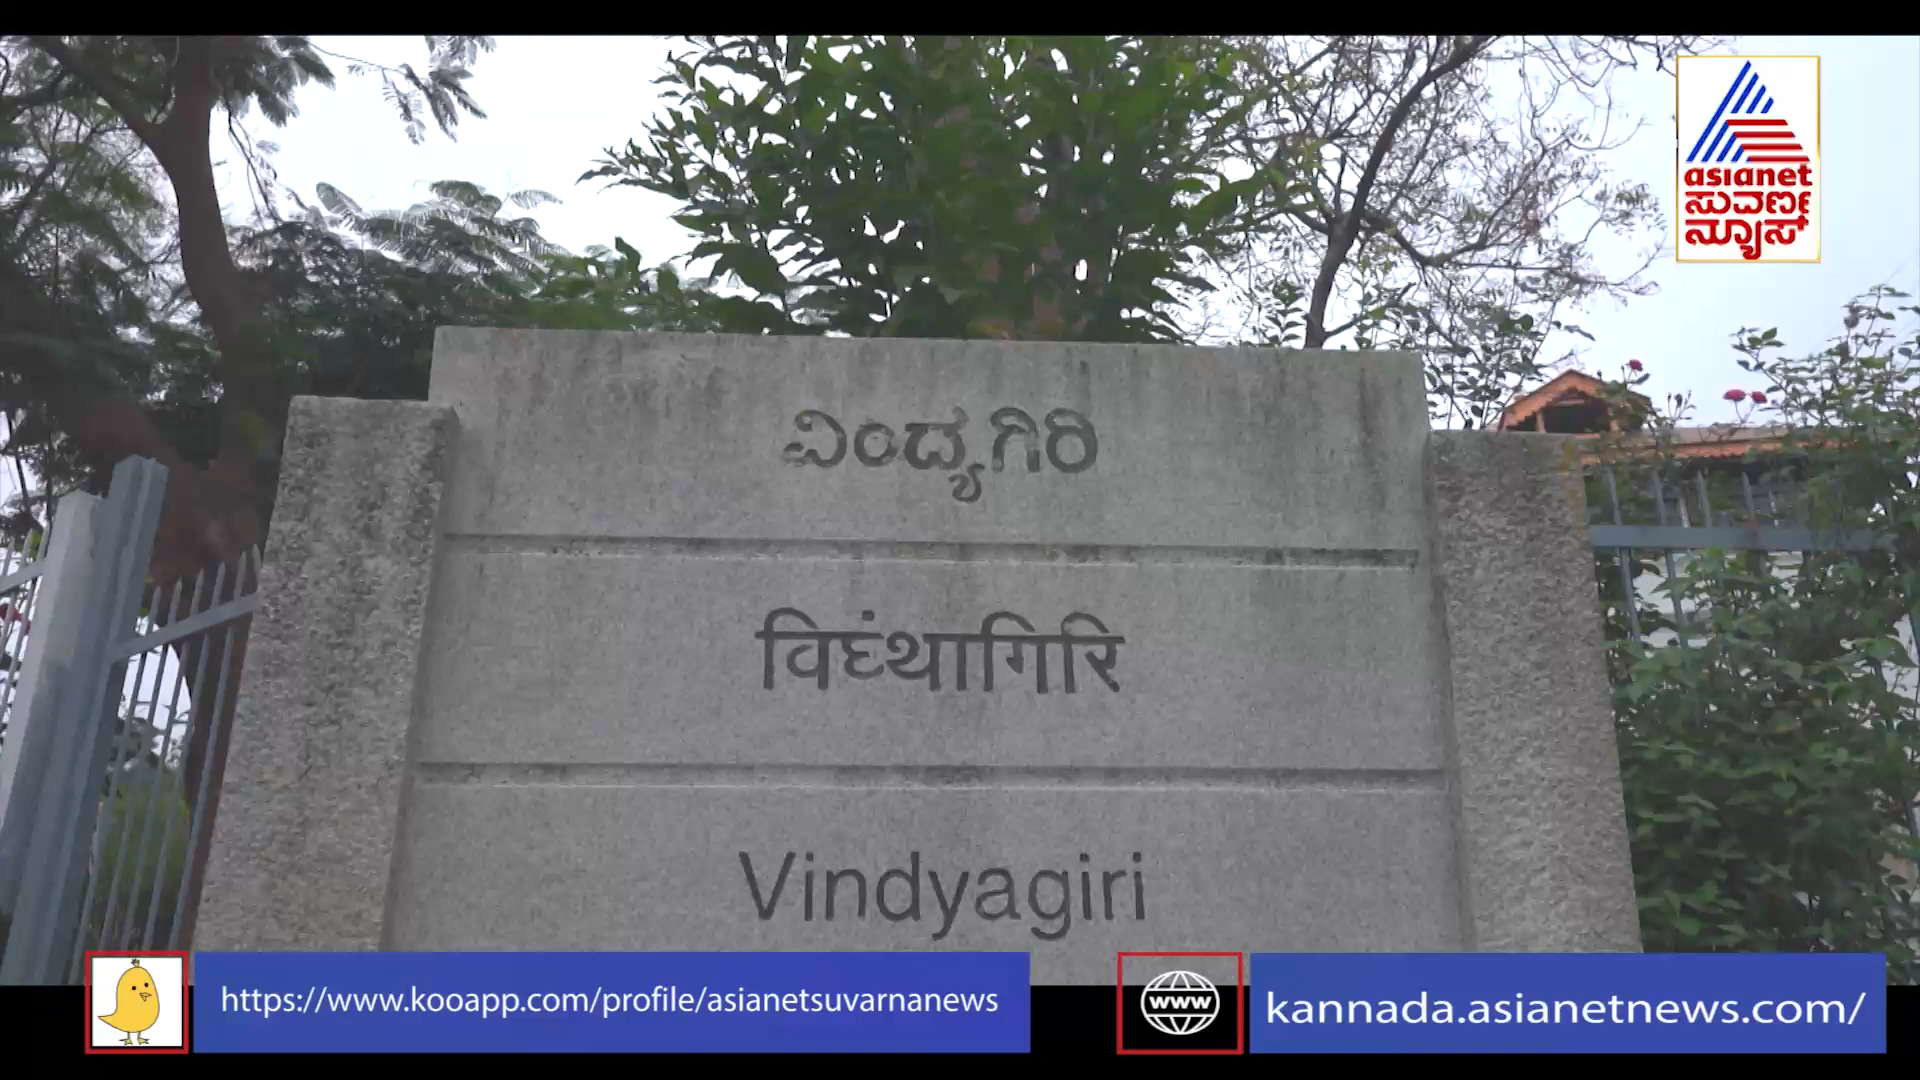 asianet
ಸುವರ್ಣ
ನ್ಯೂಸ್
ವಿಂದ್ಯಗಿರಿ
विघंथागिरि
Vindyagiri
https://www.kooapp.com/profile/asianetsuvarnanews
www
kannada.asianetnews.com/